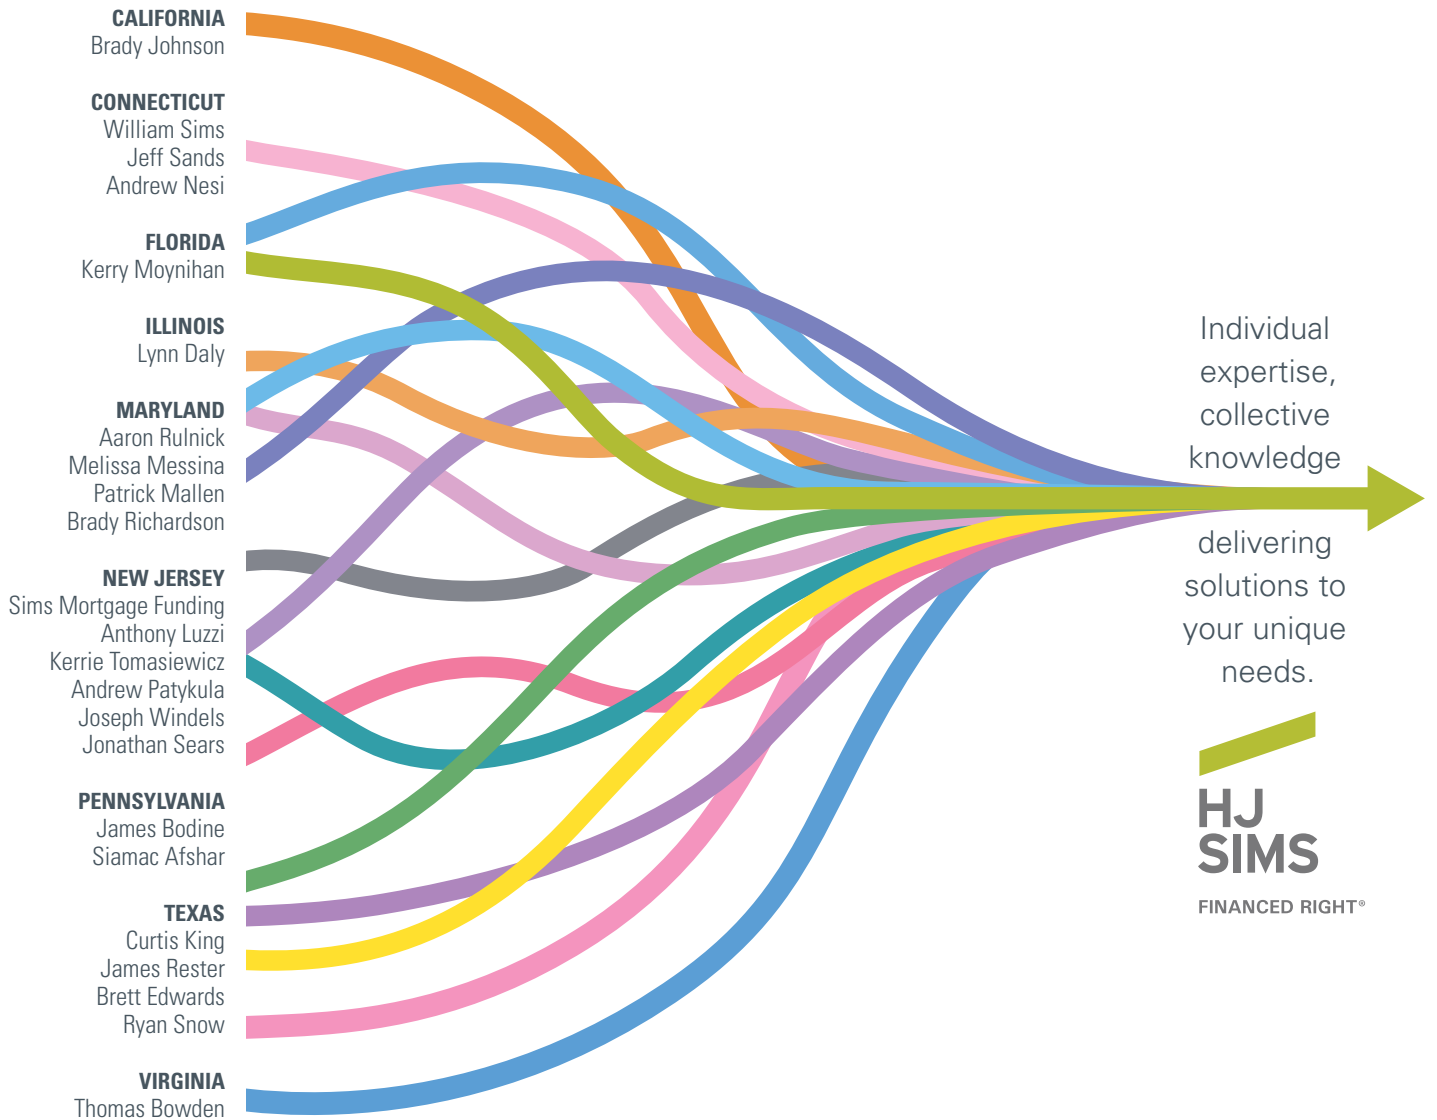 CALIFORNIA
Brady Johnson
CONNECTICUT
William Sims
Jeff Sands
Andrew Nesi
FLORIDA
Kerry Moynihan
ILLINOIS
Lynn Daly
MARYLAND
Aaron Rulnick
Melissa Messina
Patrick Mallen
Brady Richardson
NEW JERSEY
Sims Mortgage Funding
Anthony Luzzi
Kerrie Tomasiewicz
Andrew Patykula
Joseph Windels
Jonathan Sears
PENNSYLVANIA
James Bodine
Siamac Afshar
TEXAS
Curtis King
James Rester
Brett Edwards
Ryan Snow
VIRGINIA
Thomas Bowden
Individual
expertise,
collective
knowledge
delivering
solutions to
your unique
needs.
HJ
SIMS
FINANCED RIGHT®